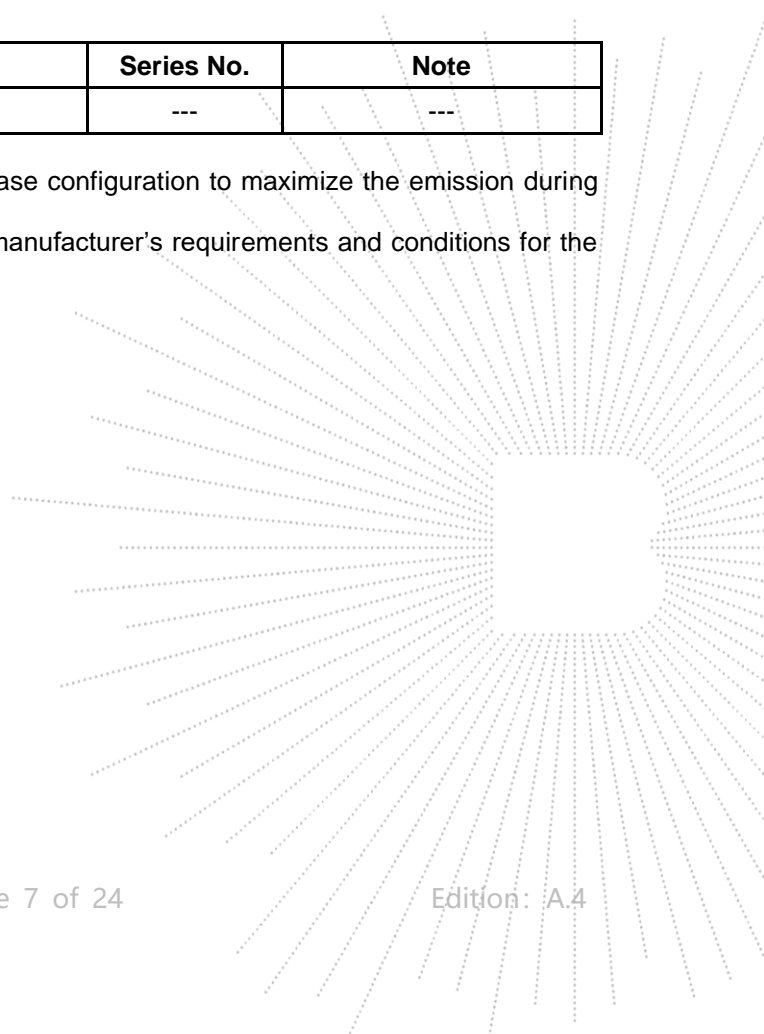 Series No. Note
--- ---
ase configuration to maximize the emission during
manufacturer's requirements and conditions for the
e 7 of 24 Edition: A.4